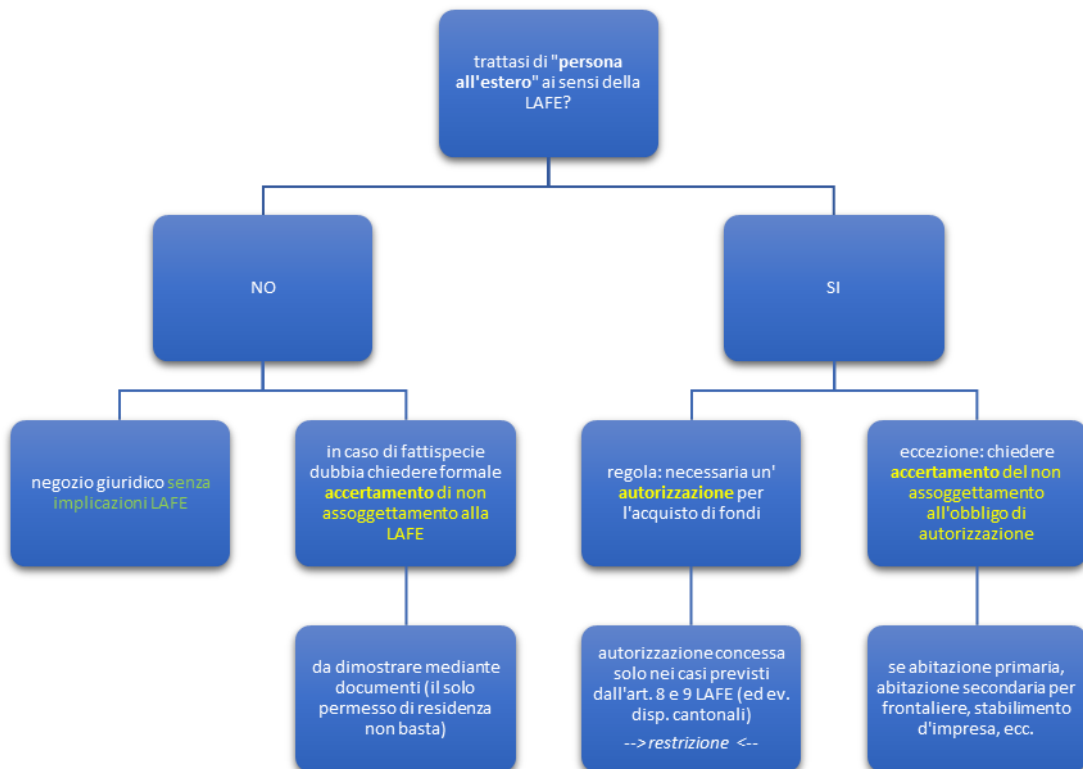 trattasi di "persona
all'estero" ai sensi della
LAFE?
NO
SI
negozio giuridico senza
implicazioni LAFE
in caso di fattispecie
dubbia chiedere formale
accertamento di non
assoggettamento alla
LAFE
regola: necessaria un'
autorizzazione per
l'acquisto di fondi
eccezione: chiedere
accertamento del non
assoggettamento
all'obbligo di
autorizzazione
da dimostrare mediante
documenti (il solo
permesso di residenza
non basta)
autorizzazione concessa
solo nei casi previsti
dall'art. 8 e 9 LAFE (ed ev.
disp. cantonali)
--> restrizione <--
se abitazione primaria,
abitazione secondaria per
frontaliere, stabilimento
d'impresa, ecc.